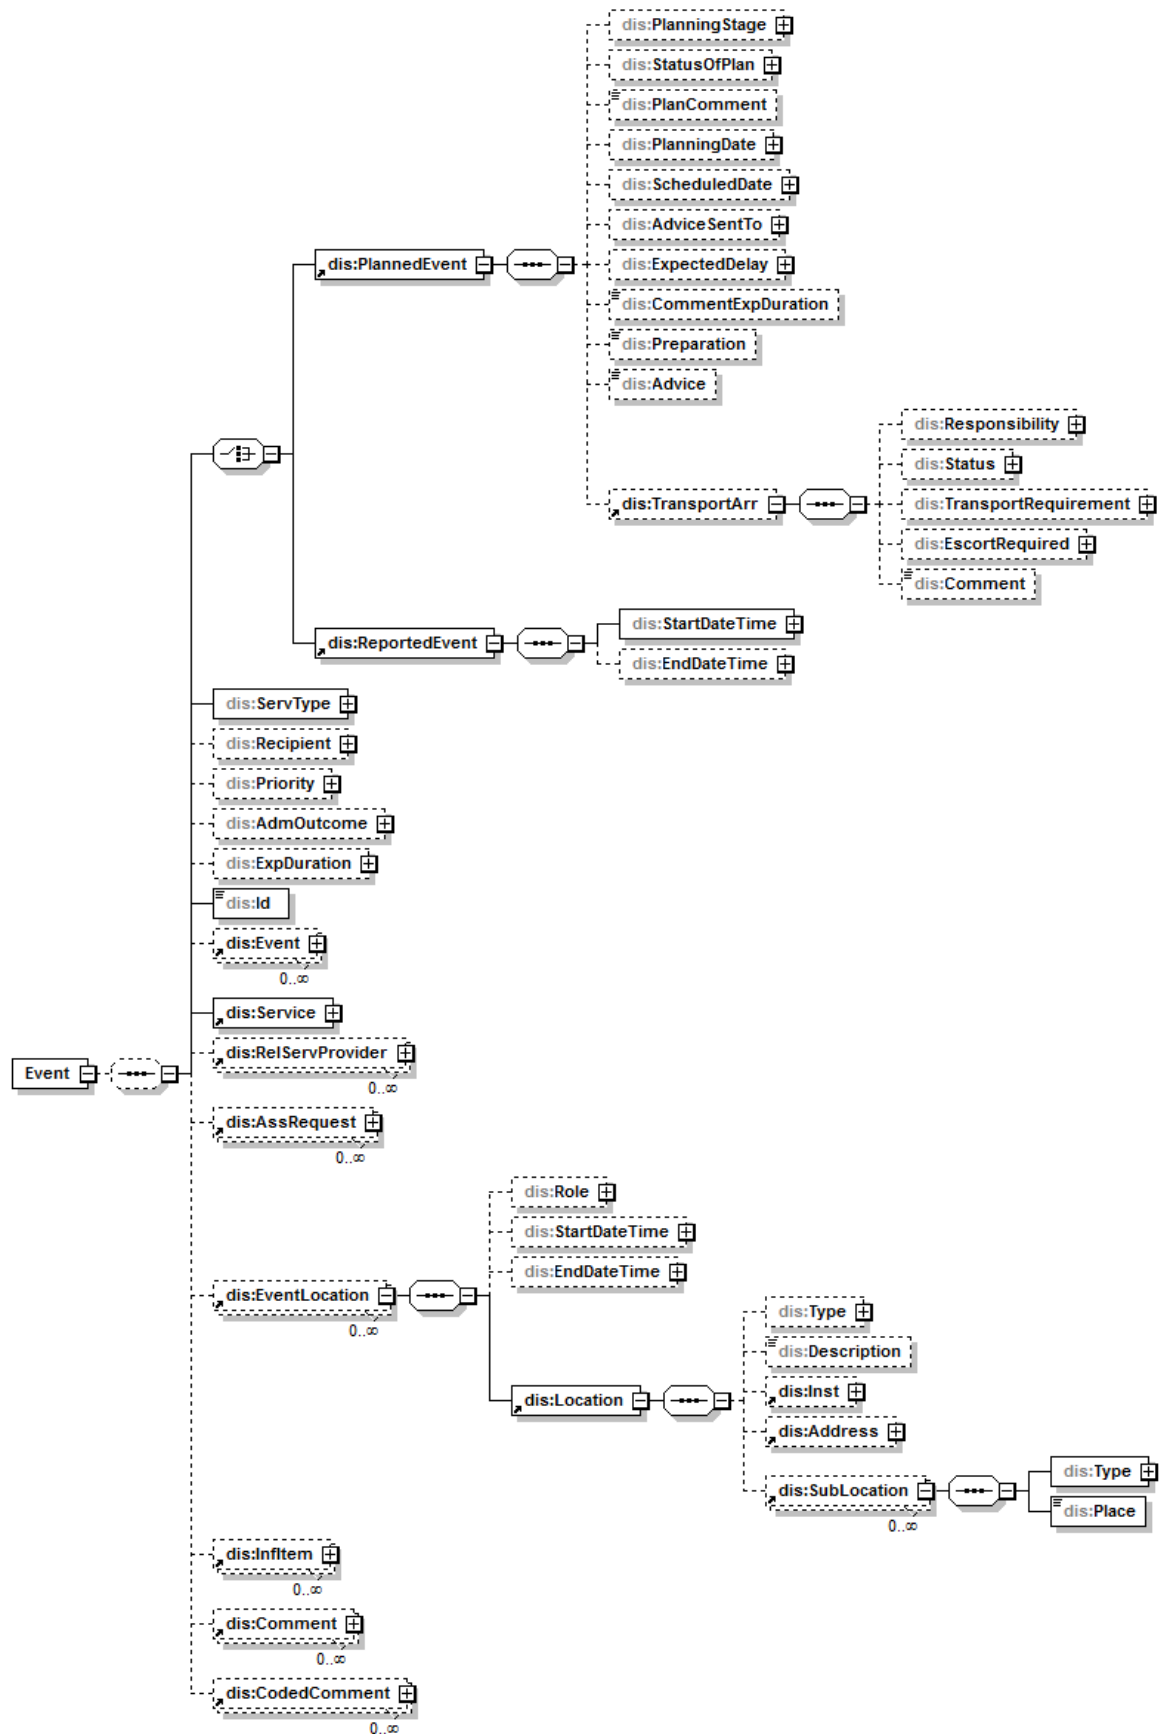 dis:PlanningStage
dis:StatusOfPlan
dis:PlanComment
dis:PlanningDate
dis:ScheduledDate
dis:AdviceSentTo
dis:PlannedEvent
dis:ExpectedDelay
dis:CommentExpDuration
dis:Preparation
dis:Advice
dis:Responsibility
dis:Status
dis:TransportArr
dis:TransportRequirement
dis:EscortRequired
dis:Comment
dis:StartDateTime
dis:ReportedEvent
dis:EndDateTime
dis:ServType
dis:Recipient
dis:Priority
dis:AdmOutcome
dis:ExpDuration
dis:Id
dis:Event
0..∞
dis:Service
dis:RelServProvider
0..∞
Event
dis:AssRequest
0..∞
dis:Role
dis:StartDateTime
dis:EndDateTime
dis:EventLocation
0..∞
dis:Type
dis:Description
dis:Inst
dis:Location
dis:Address
dis:Type
dis:SubLocation
0..∞
dis:Place
dis:InfItem
0..∞
dis:Comment
0..∞
dis:CodedComment
0..∞